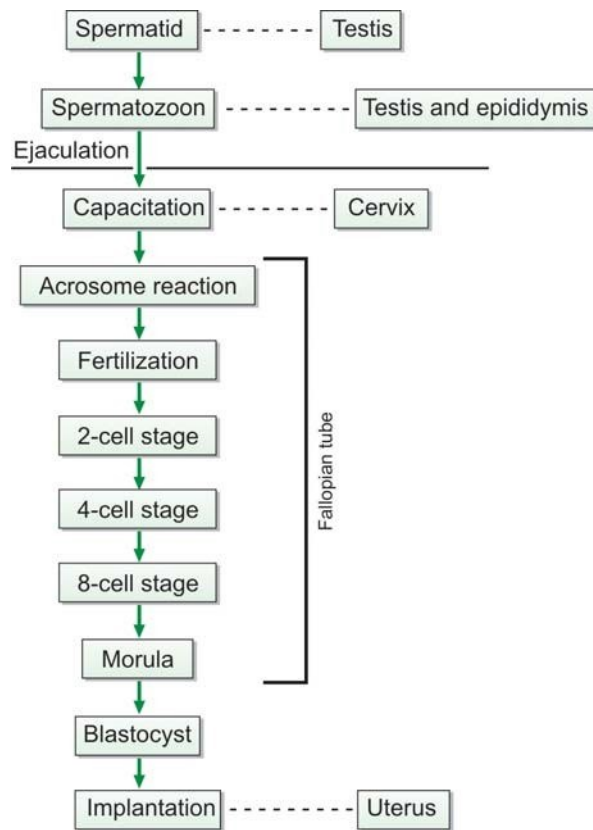 Spermatid
Testis
Spermatozoon
Testis and epididymis
Ejaculation
Capacitation
Cervix
Acrosome reaction
Fertilization
2-cell stage
4-cell stage
8-cell stage
Morula
Fallopian tube
Blastocyst
Implantation
Uterus